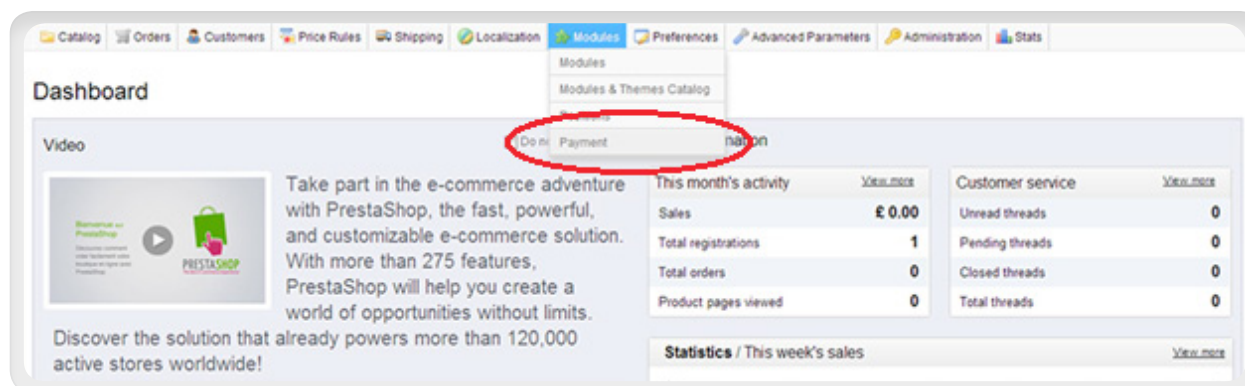 Catalog Orders Customers Price Rules Shipping Localization Modules Preferences Advanced Parameters Administration Stats
Modules
Modules & Themes Catalog
Dashboard
Payment
Video
Do
Take part in the e-commerce adventure
with PrestaShop, the fast, powerful,
and customizable e-commerce solution.
With more than 275 features,
PrestaShop will help you create a
world of opportunities without limits.
Discover the solution that already powers more than 120,000
active stores worldwide!
Bienvenue sur
PrestaShop
PRESTASHOP
This month's activity View more
Sales £ 0.00
Total registrations 1
Total orders 0
Product pages viewed 0
Customer service View more
Unread threads 0
Pending threads 0
Closed threads 0
Total threads 0
Statistics / This week's sales View more